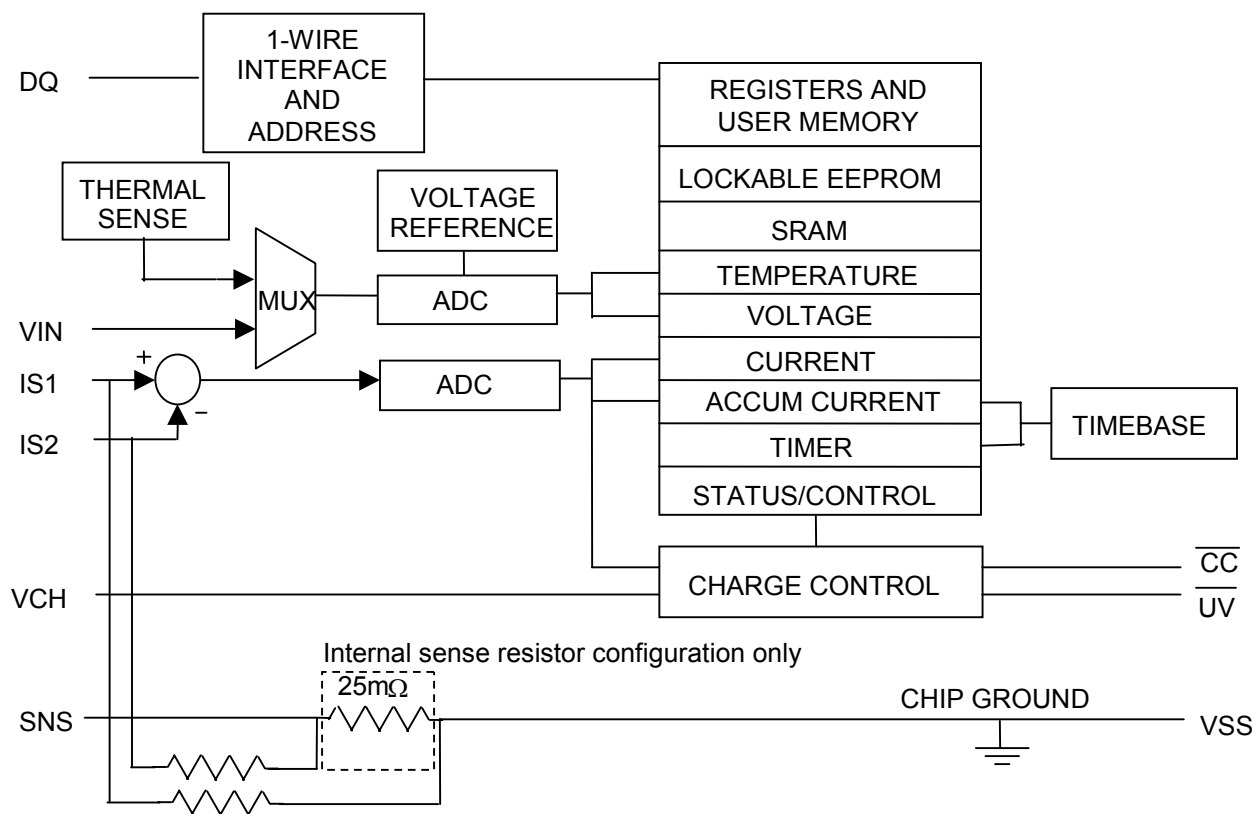 1-WIRE
INTERFACE
AND
ADDRESS
DQ
REGISTERS AND
USER MEMORY
LOCKABLE EEPROM
SRAM
TEMPERATURE
VOLTAGE
CURRENT
ACCUM CURRENT
TIMER
STATUS/CONTROL
THERMAL
SENSE
VOLTAGE
REFERENCE
MUX
ADC
VIN
+
IS1
ADC
−
IS2
TIMEBASE
CHARGE CONTROL
CC
UV
VCH
Internal sense resistor configuration only
25mΩ
SNS
CHIP GROUND
VSS